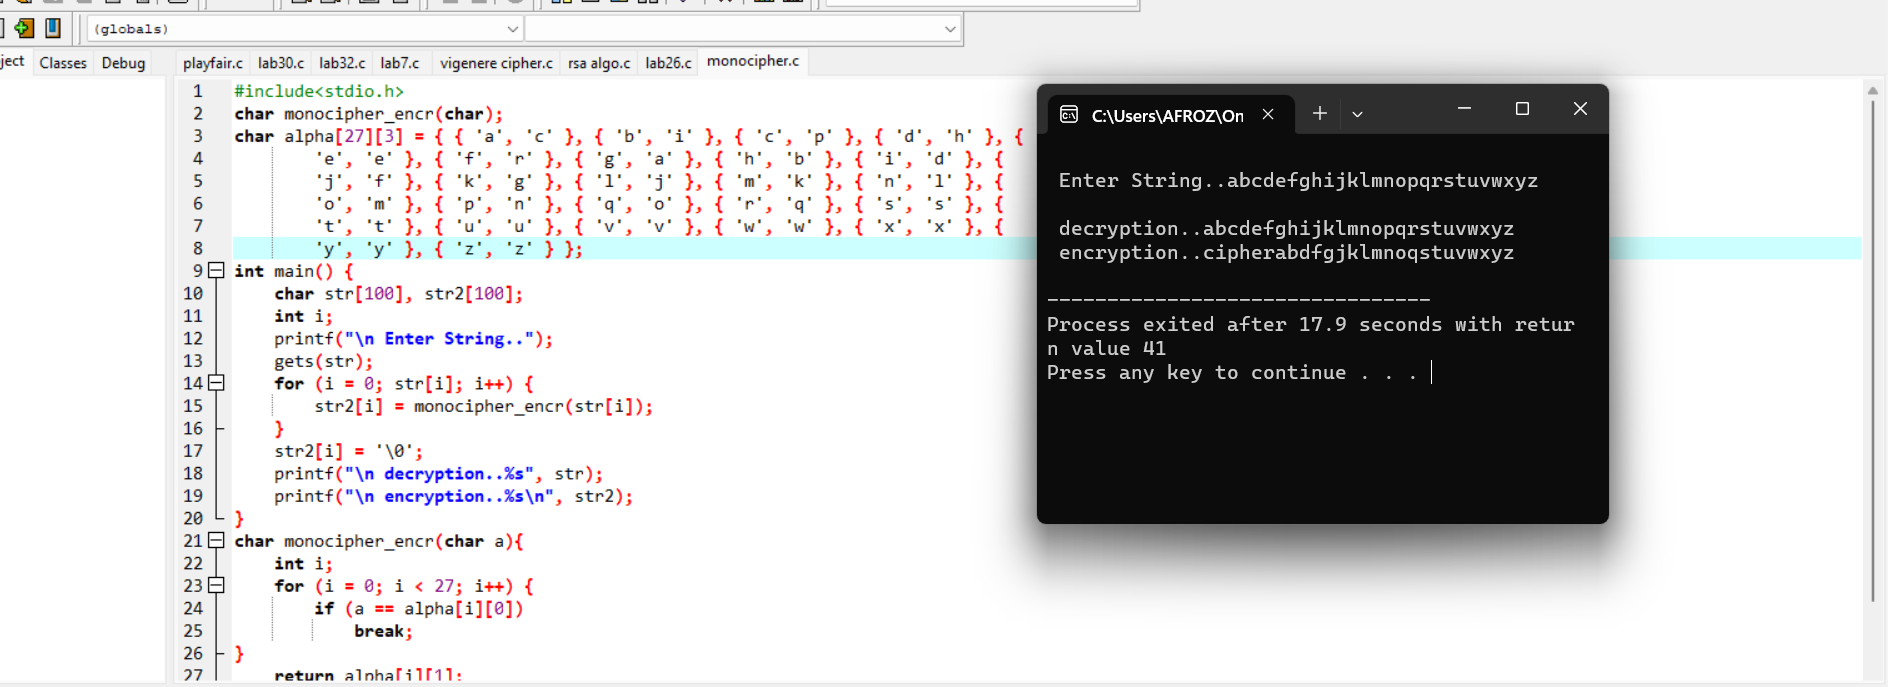 (globals)
ject Classes Debug
playfair.c lab30.c lab32.c lab7.c vigenere cipher.c rsa algo.c lab26.c monocipher.c
1 #include<stdio.h>
2 char monocipher_encr(char);
3 char alpha[27][3] = { { 'a', 'c' }, { 'b', 'i' }, { 'c', 'p' }, { 'd', 'h' }, {
4 'e', 'e' }, { 'f', 'r' }, { 'g', 'a' }, { 'h', 'b' }, { 'i', 'd' }, {
5 'j', 'f' }, { 'k', 'g' }, { 'l', 'j' }, { 'm', 'k' }, { 'n', 'l' }, {
6 'o', 'm' }, { 'p', 'n' }, { 'q', 'o' }, { 'r', 'q' }, { 's', 's' }, {
7 't', 't' }, { 'u', 'u' }, { 'v', 'v' }, { 'w', 'w' }, { 'x', 'x' }, {
8 'y', 'y' }, { 'z', 'z' } };
9 int main() {
10 char str[100], str2[100];
11 int i;
12 printf("\n Enter String..");
13 gets(str);
14 for (i = 0; str[i]; i++) {
15 str2[i] = monocipher_encr(str[i]);
16 }
17 str2[i] = '\0';
18 printf("\n decryption..%s", str);
19 printf("\n encryption..%s\n", str2);
20 }
21 char monocipher_encr(char a){
22 int i;
23 for (i = 0; i < 27; i++) {
24 if (a == alpha[i][0])
25 break;
26 }
27 return alpha[i][1];
C:\Users\AFROZ\On
Enter String..abcdefghijklmnopqrstuvwxyz
decryption..abcdefghijklmnopqrstuvwxyz
encryption..cipherabdfgjklmnoqstuvwxyz
--------------------------------
Process exited after 17.9 seconds with retur
n value 41
Press any key to continue . . .